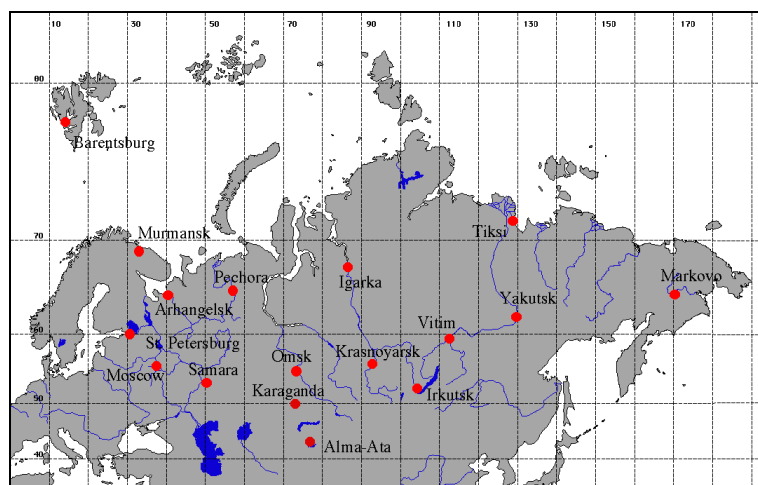 10 30 50 70 90 110 130 150 170
80
Barentsburg
Murmansk
Tiksi
70
Pechora
Igarka
Markovo
Arhangelsk
Yakutsk
Vitim
60
St. Petersburg
Krasnoyarsk
Omsk
Moscow
Samara
Karaganda
Irkutsk
50
Alma-Ata
40